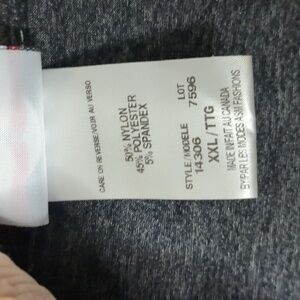 CARE ON REVERSE-VOIR AU VERSO
50% NYLON
45% POLYESTER
5% SPANDEX
STYLE/MODELE LOT
14306 7596
XXL/TTG
MADE IN/FAIT AU CANADA
BY/PAR LES MODES ASM FASHIONS